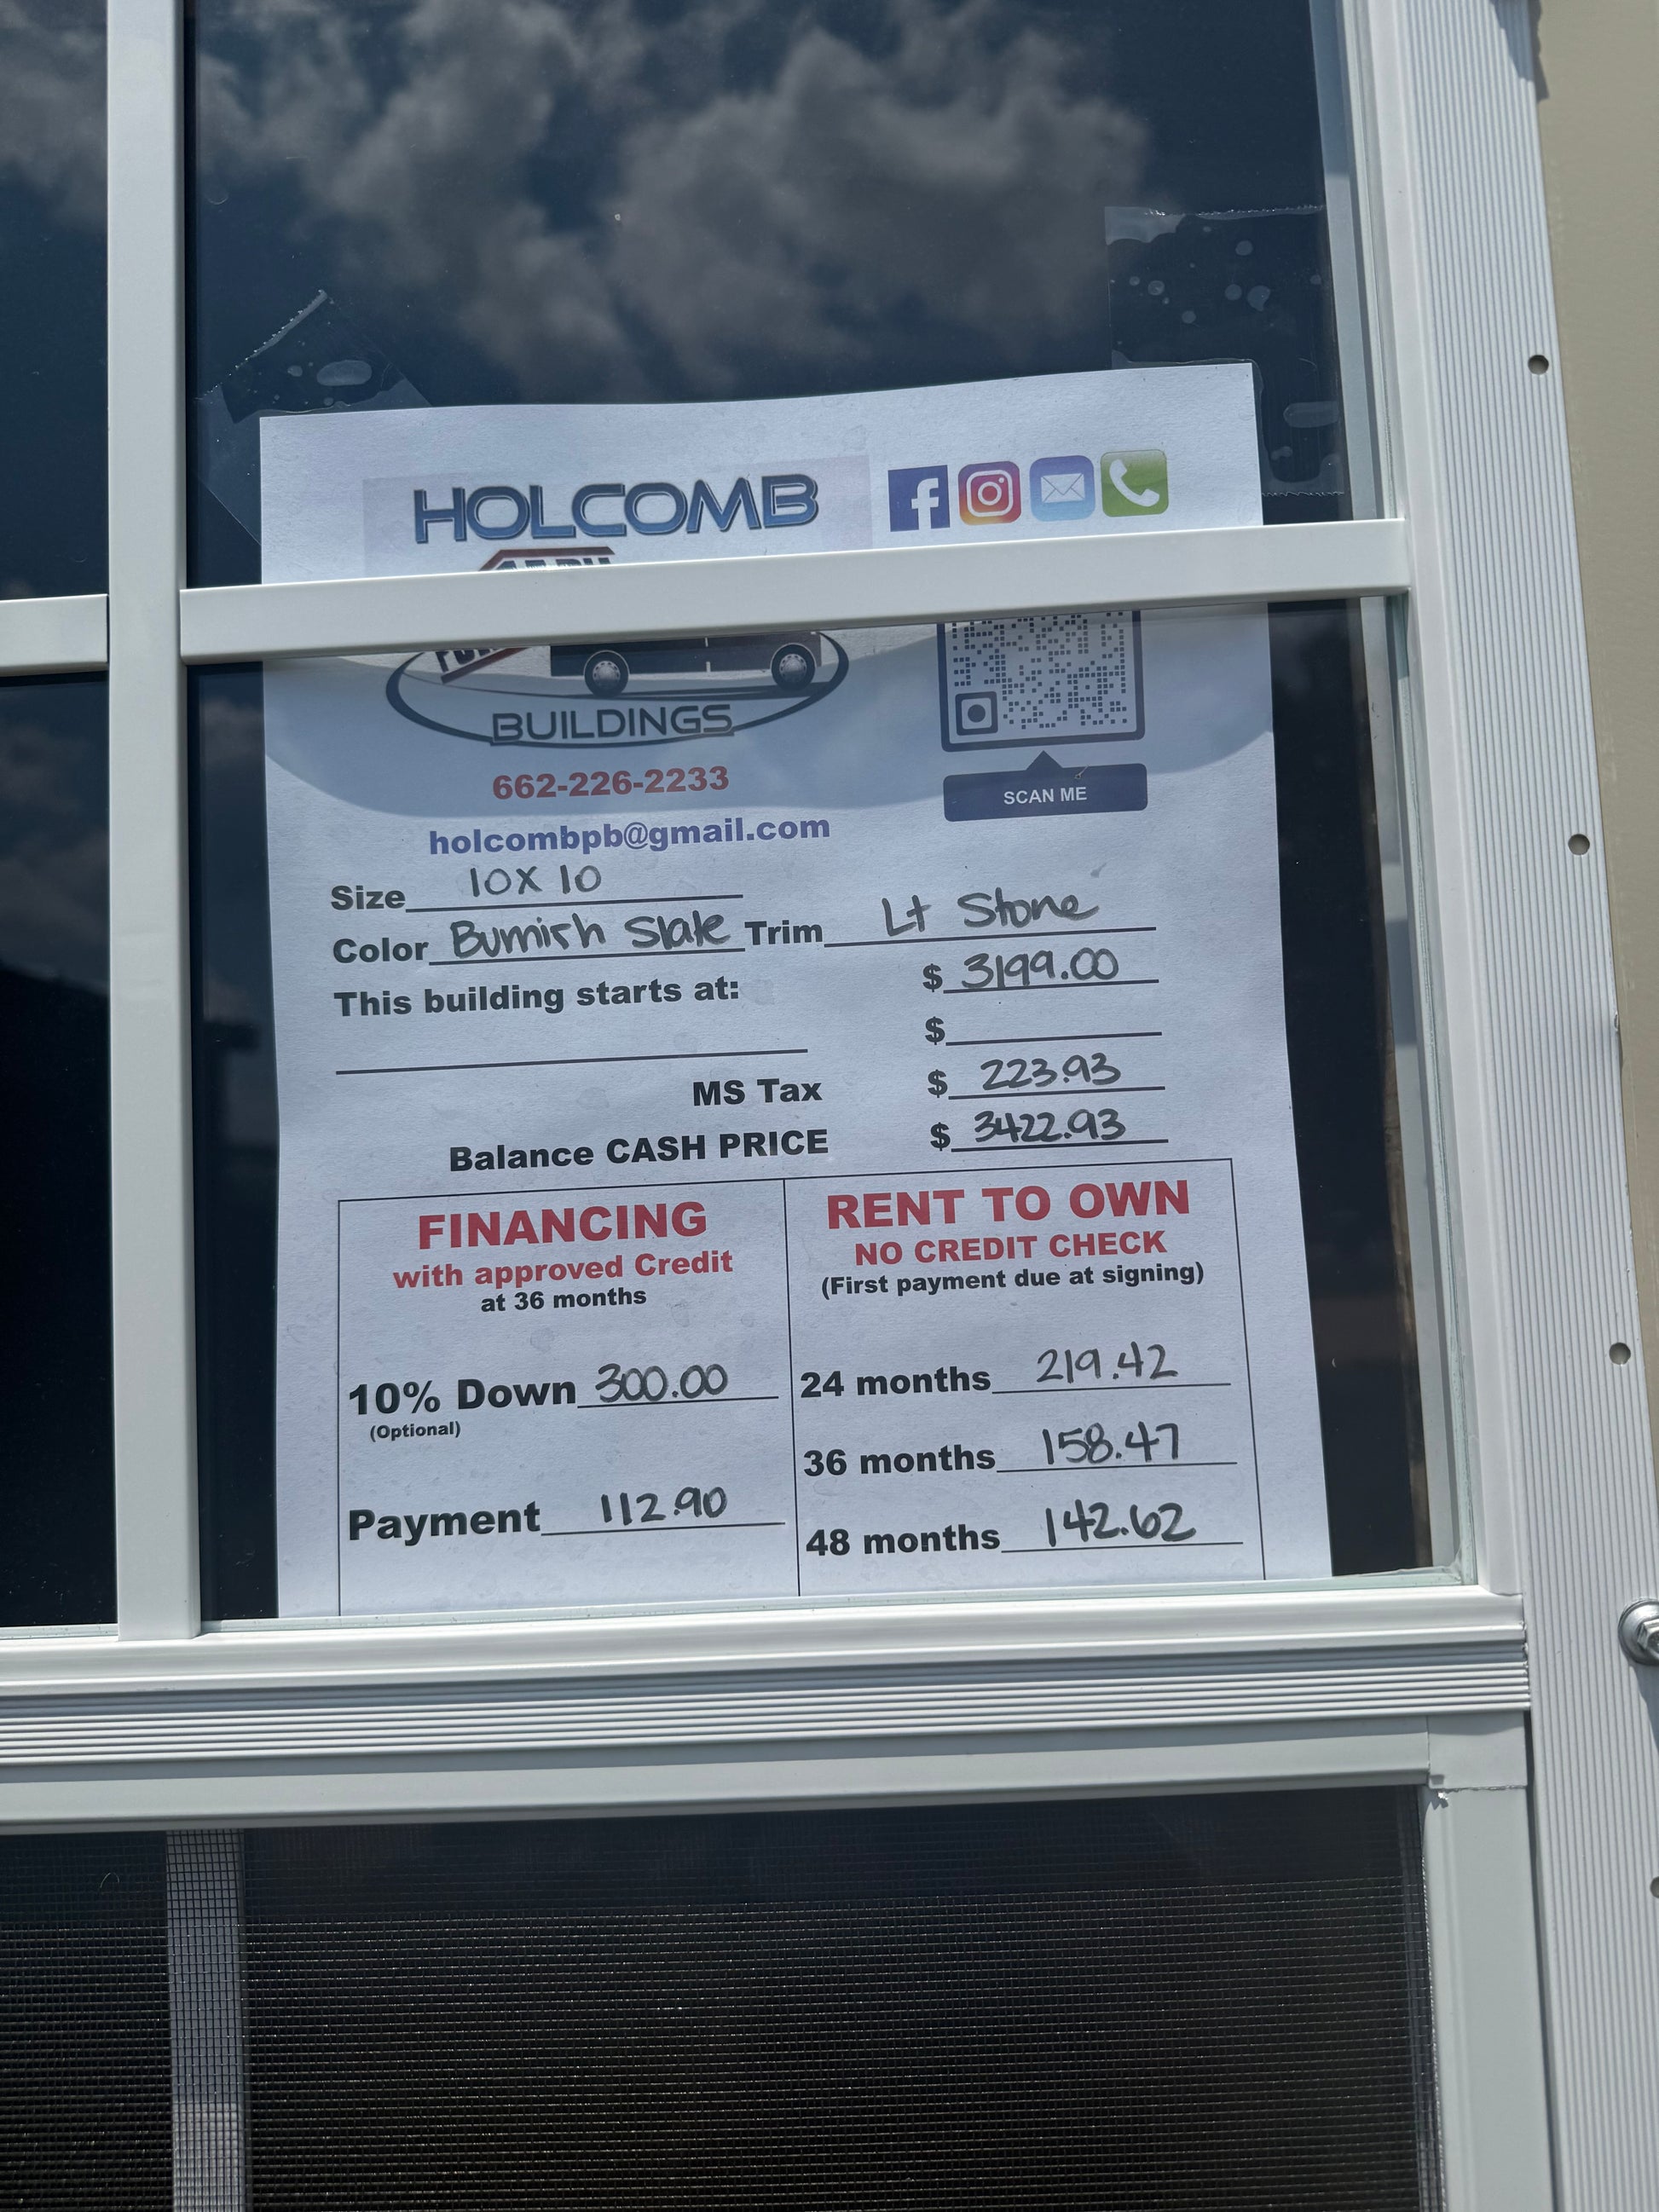 HOLCOMB
BUILDINGS
SCAN ME
662-226-2233
holcombpb@gmail.com
Size 10X10
Color Burnish Slate Trim Lt Stone
This building starts at: $ 3199.00
$
MS Tax $ 223.93
Balance CASH PRICE $ 3422.93
FINANCING
with approved Credit
at 36 months
10% Down 300.00
(Optional)
Payment 112.90
RENT TO OWN
NO CREDIT CHECK
(First payment due at signing)
24 months 219.42
36 months 158.47
48 months 142.62